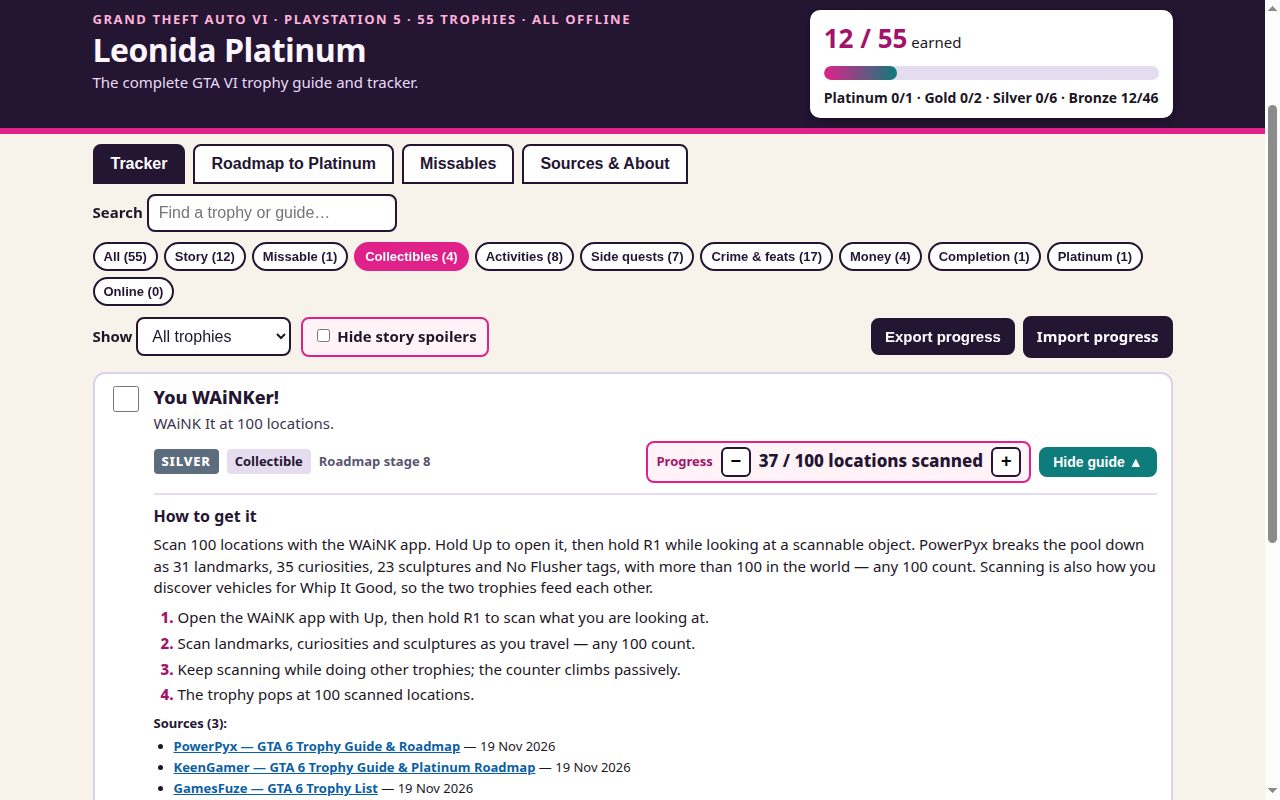 GRAND THEFT AUTO VI · PLAYSTATION 5 · 55 TROPHIES · ALL OFFLINE
Leonida Platinum
The complete GTA VI trophy guide and tracker.
12 / 55 earned
Platinum 0/1 · Gold 0/2 · Silver 0/6 · Bronze 12/46
Tracker
Roadmap to Platinum
Missables
Sources & About
Search
Find a trophy or guide…
All (55)
Story (12)
Missable (1)
Collectibles (4)
Activities (8)
Side quests (7)
Crime & feats (17)
Money (4)
Completion (1)
Platinum (1)
Online (0)
Show
All trophies
Hide story spoilers
Export progress
Import progress
You WAiNKer!
WAiNK It at 100 locations.
SILVER
Collectible
Roadmap stage 8
Progress
−
37 / 100 locations scanned
+
Hide guide ▲
How to get it
Scan 100 locations with the WAiNK app. Hold Up to open it, then hold R1 while looking at a scannable object. PowerPyx breaks the pool down
as 31 landmarks, 35 curiosities, 23 sculptures and No Flusher tags, with more than 100 in the world — any 100 count. Scanning is also how you
discover vehicles for Whip It Good, so the two trophies feed each other.
1. Open the WAiNK app with Up, then hold R1 to scan what you are looking at.
2. Scan landmarks, curiosities and sculptures as you travel — any 100 count.
3. Keep scanning while doing other trophies; the counter climbs passively.
4. The trophy pops at 100 scanned locations.
Sources (3):
• PowerPyx — GTA 6 Trophy Guide & Roadmap — 19 Nov 2026
• KeenGamer — GTA 6 Trophy Guide & Platinum Roadmap — 19 Nov 2026
• GamesFuze — GTA 6 Trophy List — 19 Nov 2026